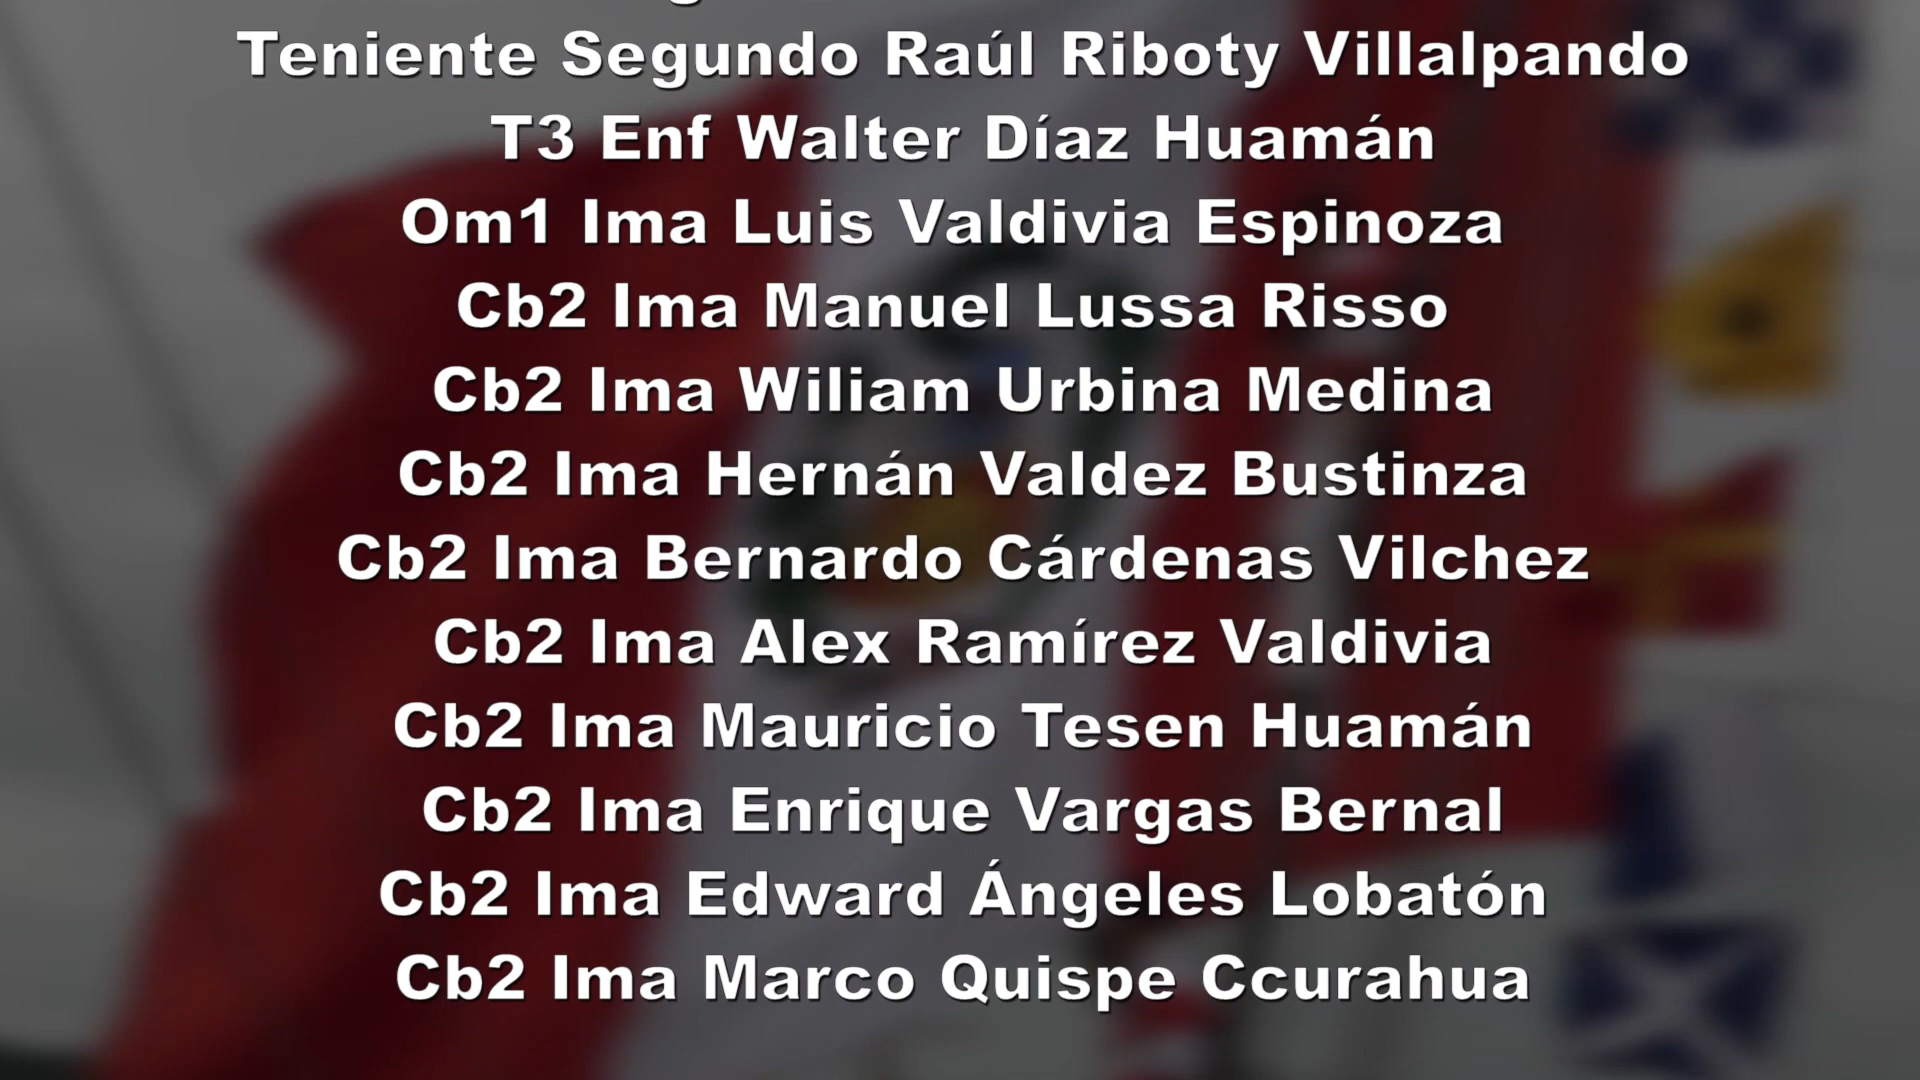 Teniente Segundo Raúl Riboty Villalpando
T3 Enf Walter Díaz Huamán
Om1 Ima Luis Valdivia Espinoza
Cb2 Ima Manuel Lussa Risso
Cb2 Ima Wiliam Urbina Medina
Cb2 Ima Hernán Valdez Bustinza
Cb2 Ima Bernardo Cárdenas Vilchez
Cb2 Ima Alex Ramírez Valdivia
Cb2 Ima Mauricio Tesen Huamán
Cb2 Ima Enrique Vargas Bernal
Cb2 Ima Edward Ángeles Lobatón
Cb2 Ima Marco Quispe Ccurahua